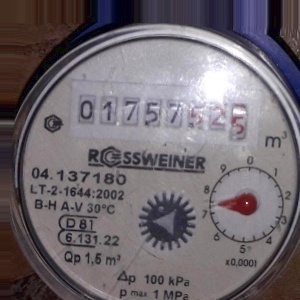 01757525
m³
ROSSWEINER
04.137180
LT-2-1644:2002
B-H A-V 30°C
D 81
6.131.22
Qp 1,5 m³
Δp 100 kPa
p max 1 MPa
9 0 1
8 2
7 3
6 4
5
x0,0001